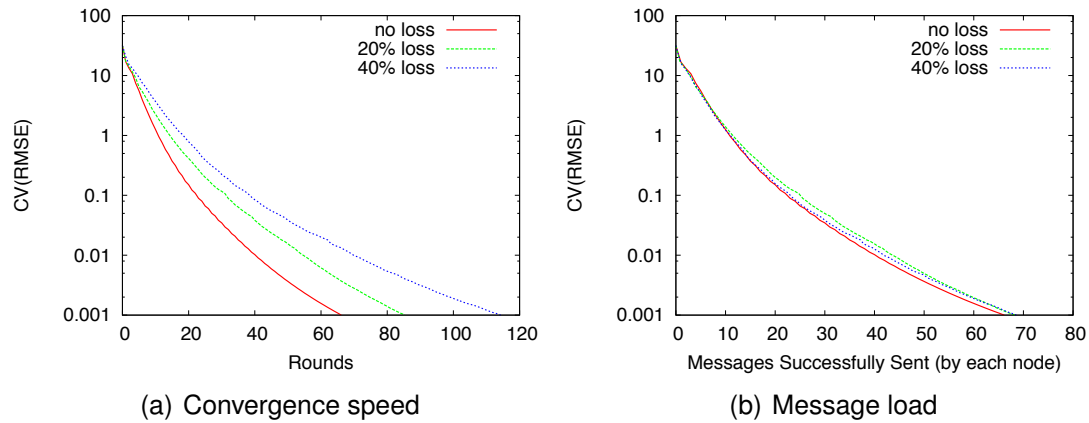 100
10
1
0.1
0.01
0.001
CV(RMSE)
no loss
20% loss
40% loss
0 20 40 60 80 100 120
Rounds
(a) Convergence speed
100
10
1
0.1
0.01
0.001
CV(RMSE)
no loss
20% loss
40% loss
0 10 20 30 40 50 60 70 80
Messages Successfully Sent (by each node)
(b) Message load